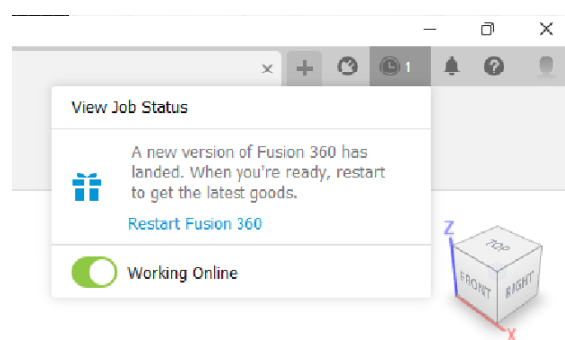 1
View Job Status
A new version of Fusion 360 has
landed. When you're ready, restart
to get the latest goods.
Restart Fusion 360
Working Online
Z
TOP
FRONT
RIGHT
X